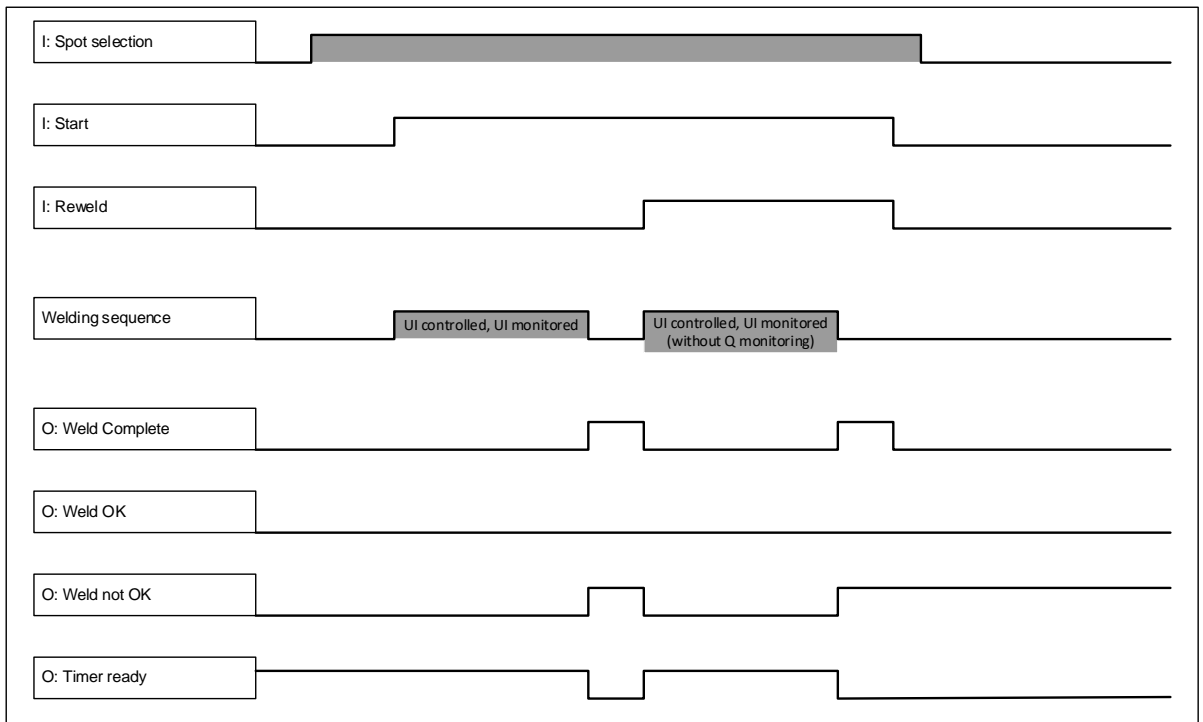 I: Spot selection
I: Start
I: Reweld
Welding sequence
UI controlled, UI monitored
UI controlled, UI monitored
(without Q monitoring)
O: Weld Complete
O: Weld OK
O: Weld not OK
O: Timer ready